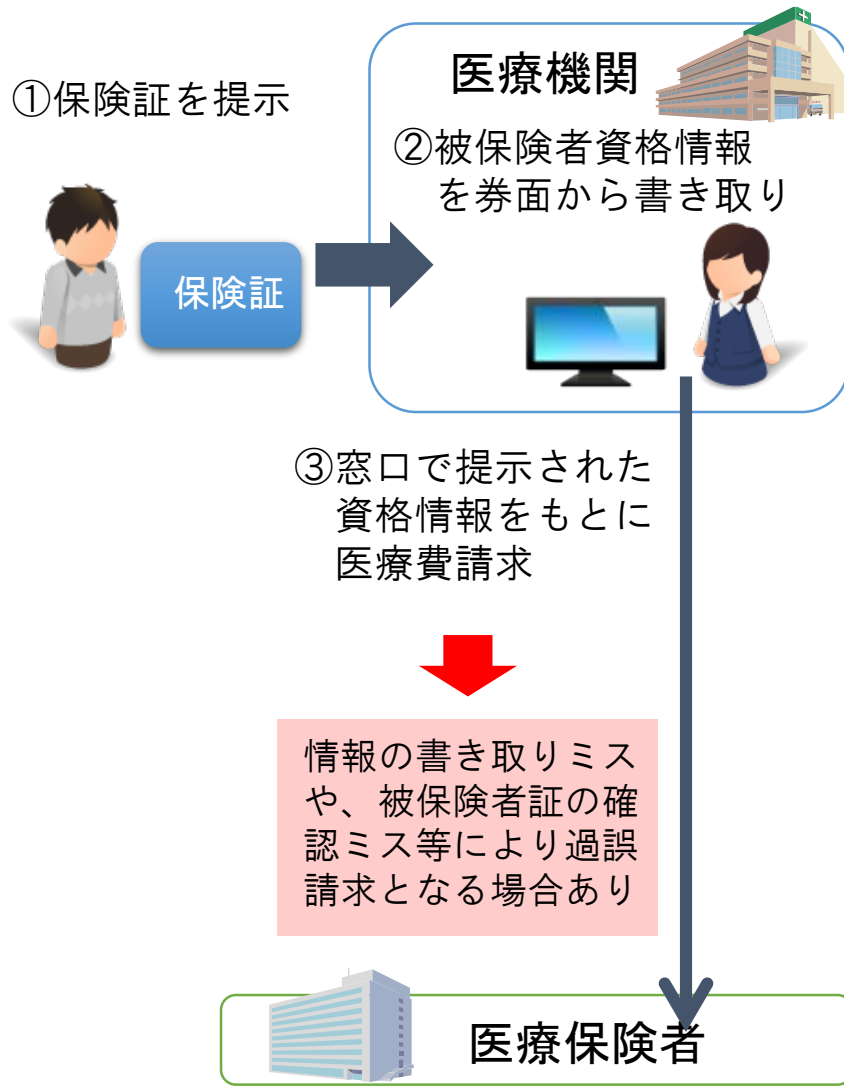 医療機関
①保険証を提示
②被保険者資格情報
を券面から書き取り
保険証
③窓口で提示された
資格情報をもとに
医療費請求
情報の書き取りミス
や、被保険者証の確
認ミス等により過誤
請求となる場合あり
医療保険者